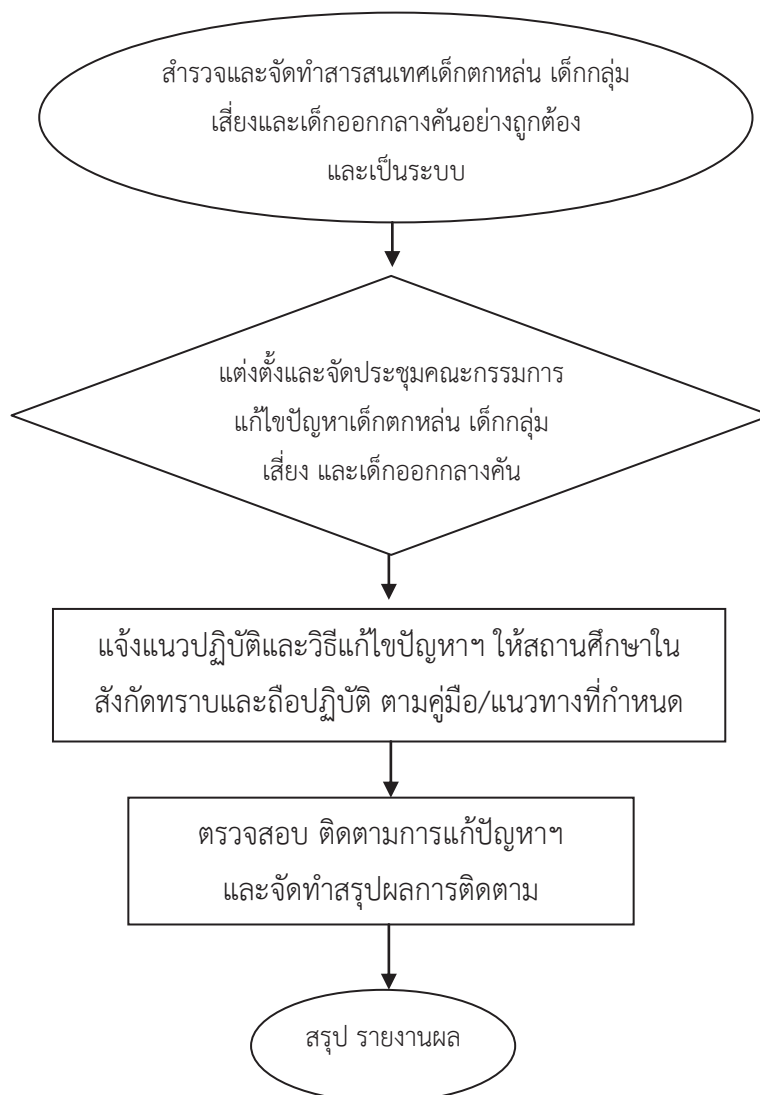 สำรวจและจัดทำสารสนเทศเด็กตกหล่น เด็กกลุ่ม
เสี่ยงและเด็กออกกลางคันอย่างถูกต้อง
และเป็นระบบ
แต่งตั้งและจัดประชุมคณะกรรมการ
แก้ไขปัญหาเด็กตกหล่น เด็กกลุ่ม
เสี่ยง และเด็กออกกลางคัน
แจ้งแนวปฏิบัติและวิธีแก้ไขปัญหาฯ ให้สถานศึกษาใน
สังกัดทราบและถือปฏิบัติ ตามคู่มือ/แนวทางที่กำหนด
ตรวจสอบ ติดตามการแก้ปัญหาฯ
และจัดทำสรุปผลการติดตาม
สรุป รายงานผล